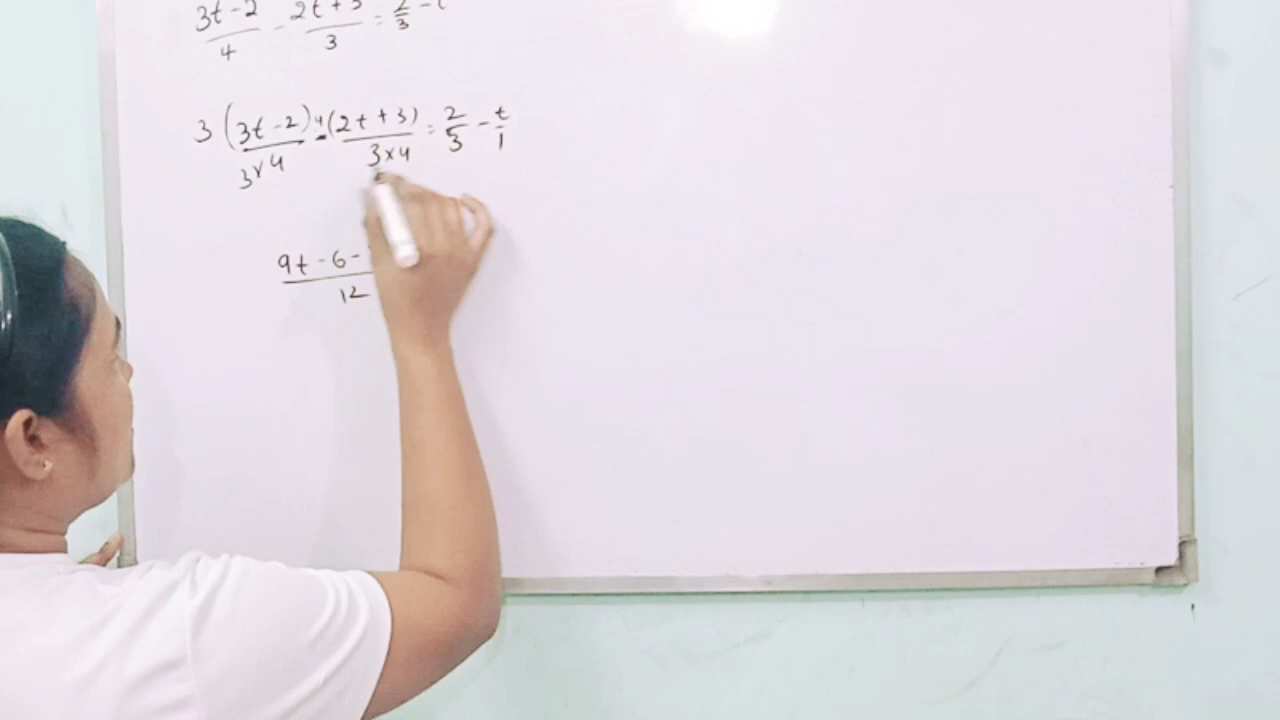 3t - 2 / 4 - 2t + 3 / 3 = 2 / 3 - t
3 (3t - 2) / 3 x 4 - 4 (2t + 3) / 3 x 4 = 2 / 3 - t / 1
9t - 6 - / 12